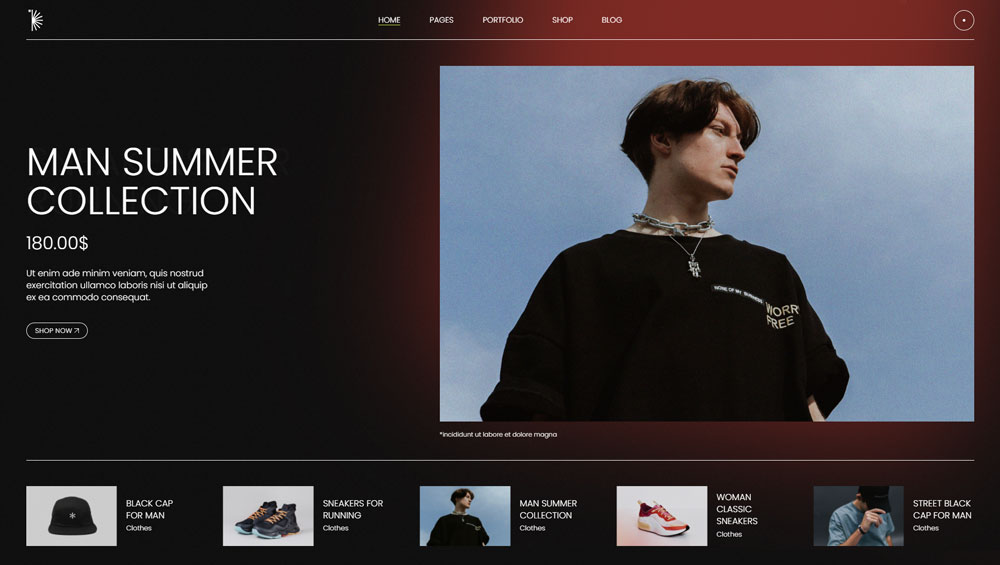 HOME
PAGES
PORTFOLIO
SHOP
BLOG
MAN SUMMER
COLLECTION
180.00$
Ut enim ade minim veniam, quis nostrud
exercitation ullamco laboris nisi ut aliquip
ex ea commodo consequat.
SHOP NOW
NONE OF MY BUSINESS
WORRY
FREE
*incididunt ut labore et dolore magna
BLACK CAP
FOR MAN
Clothes
SNEAKERS FOR
RUNNING
Clothes
MAN SUMMER
COLLECTION
Clothes
WOMAN
CLASSIC
SNEAKERS
Clothes
STREET BLACK
CAP FOR MAN
Clothes